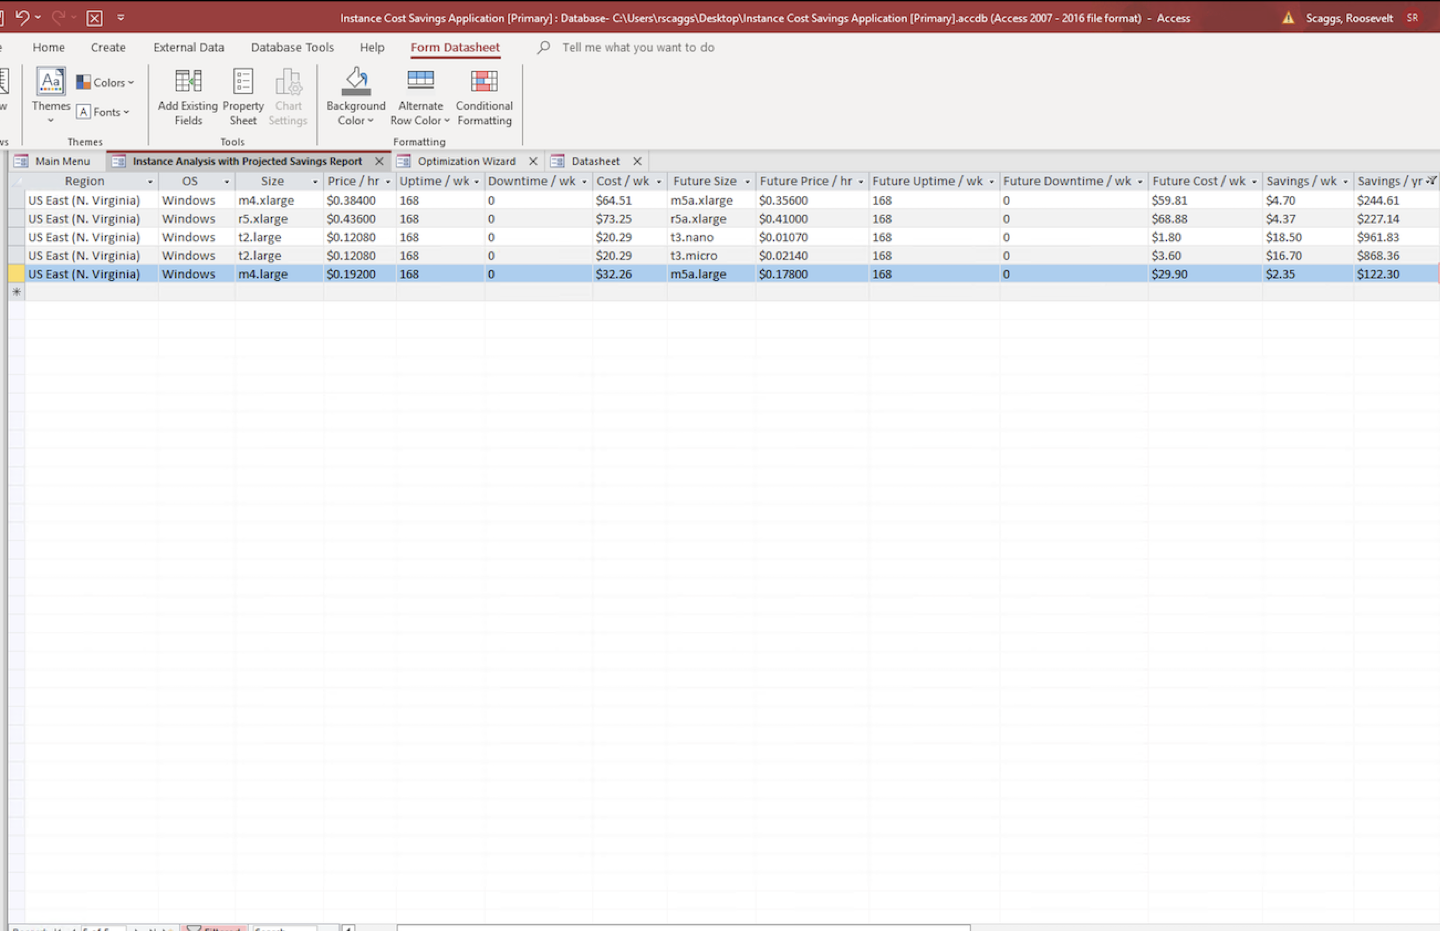 Instance Cost Savings Application [Primary] : Database- C:\Users\rscaggs\Desktop\Instance Cost Savings Application [Primary].accdb (Access 2007 - 2016 file format) - Access Scaggs, Roosevelt SR
Home Create External Data Database Tools Help Form Datasheet Tell me what you want to do
Themes Colors Fonts
Add Existing Fields Property Sheet Chart Settings
Background Color Alternate Row Color Conditional Formatting
Themes Tools Formatting
Main Menu Instance Analysis with Projected Savings Report Optimization Wizard Datasheet
Region OS Size Price / hr Uptime / wk Downtime / wk Cost / wk Future Size Future Price / hr Future Uptime / wk Future Downtime / wk Future Cost / wk Savings / wk Savings / yr
US East (N. Virginia) Windows m4.xlarge $0.38400 168 0 $64.51 m5a.xlarge $0.35600 168 0 $59.81 $4.70 $244.61
US East (N. Virginia) Windows r5.xlarge $0.43600 168 0 $73.25 r5a.xlarge $0.41000 168 0 $68.88 $4.37 $227.14
US East (N. Virginia) Windows t2.large $0.12080 168 0 $20.29 t3.nano $0.01070 168 0 $1.80 $18.50 $961.83
US East (N. Virginia) Windows t2.large $0.12080 168 0 $20.29 t3.micro $0.02140 168 0 $3.60 $16.70 $868.36
US East (N. Virginia) Windows m4.large $0.19200 168 0 $32.26 m5a.large $0.17800 168 0 $29.90 $2.35 $122.30